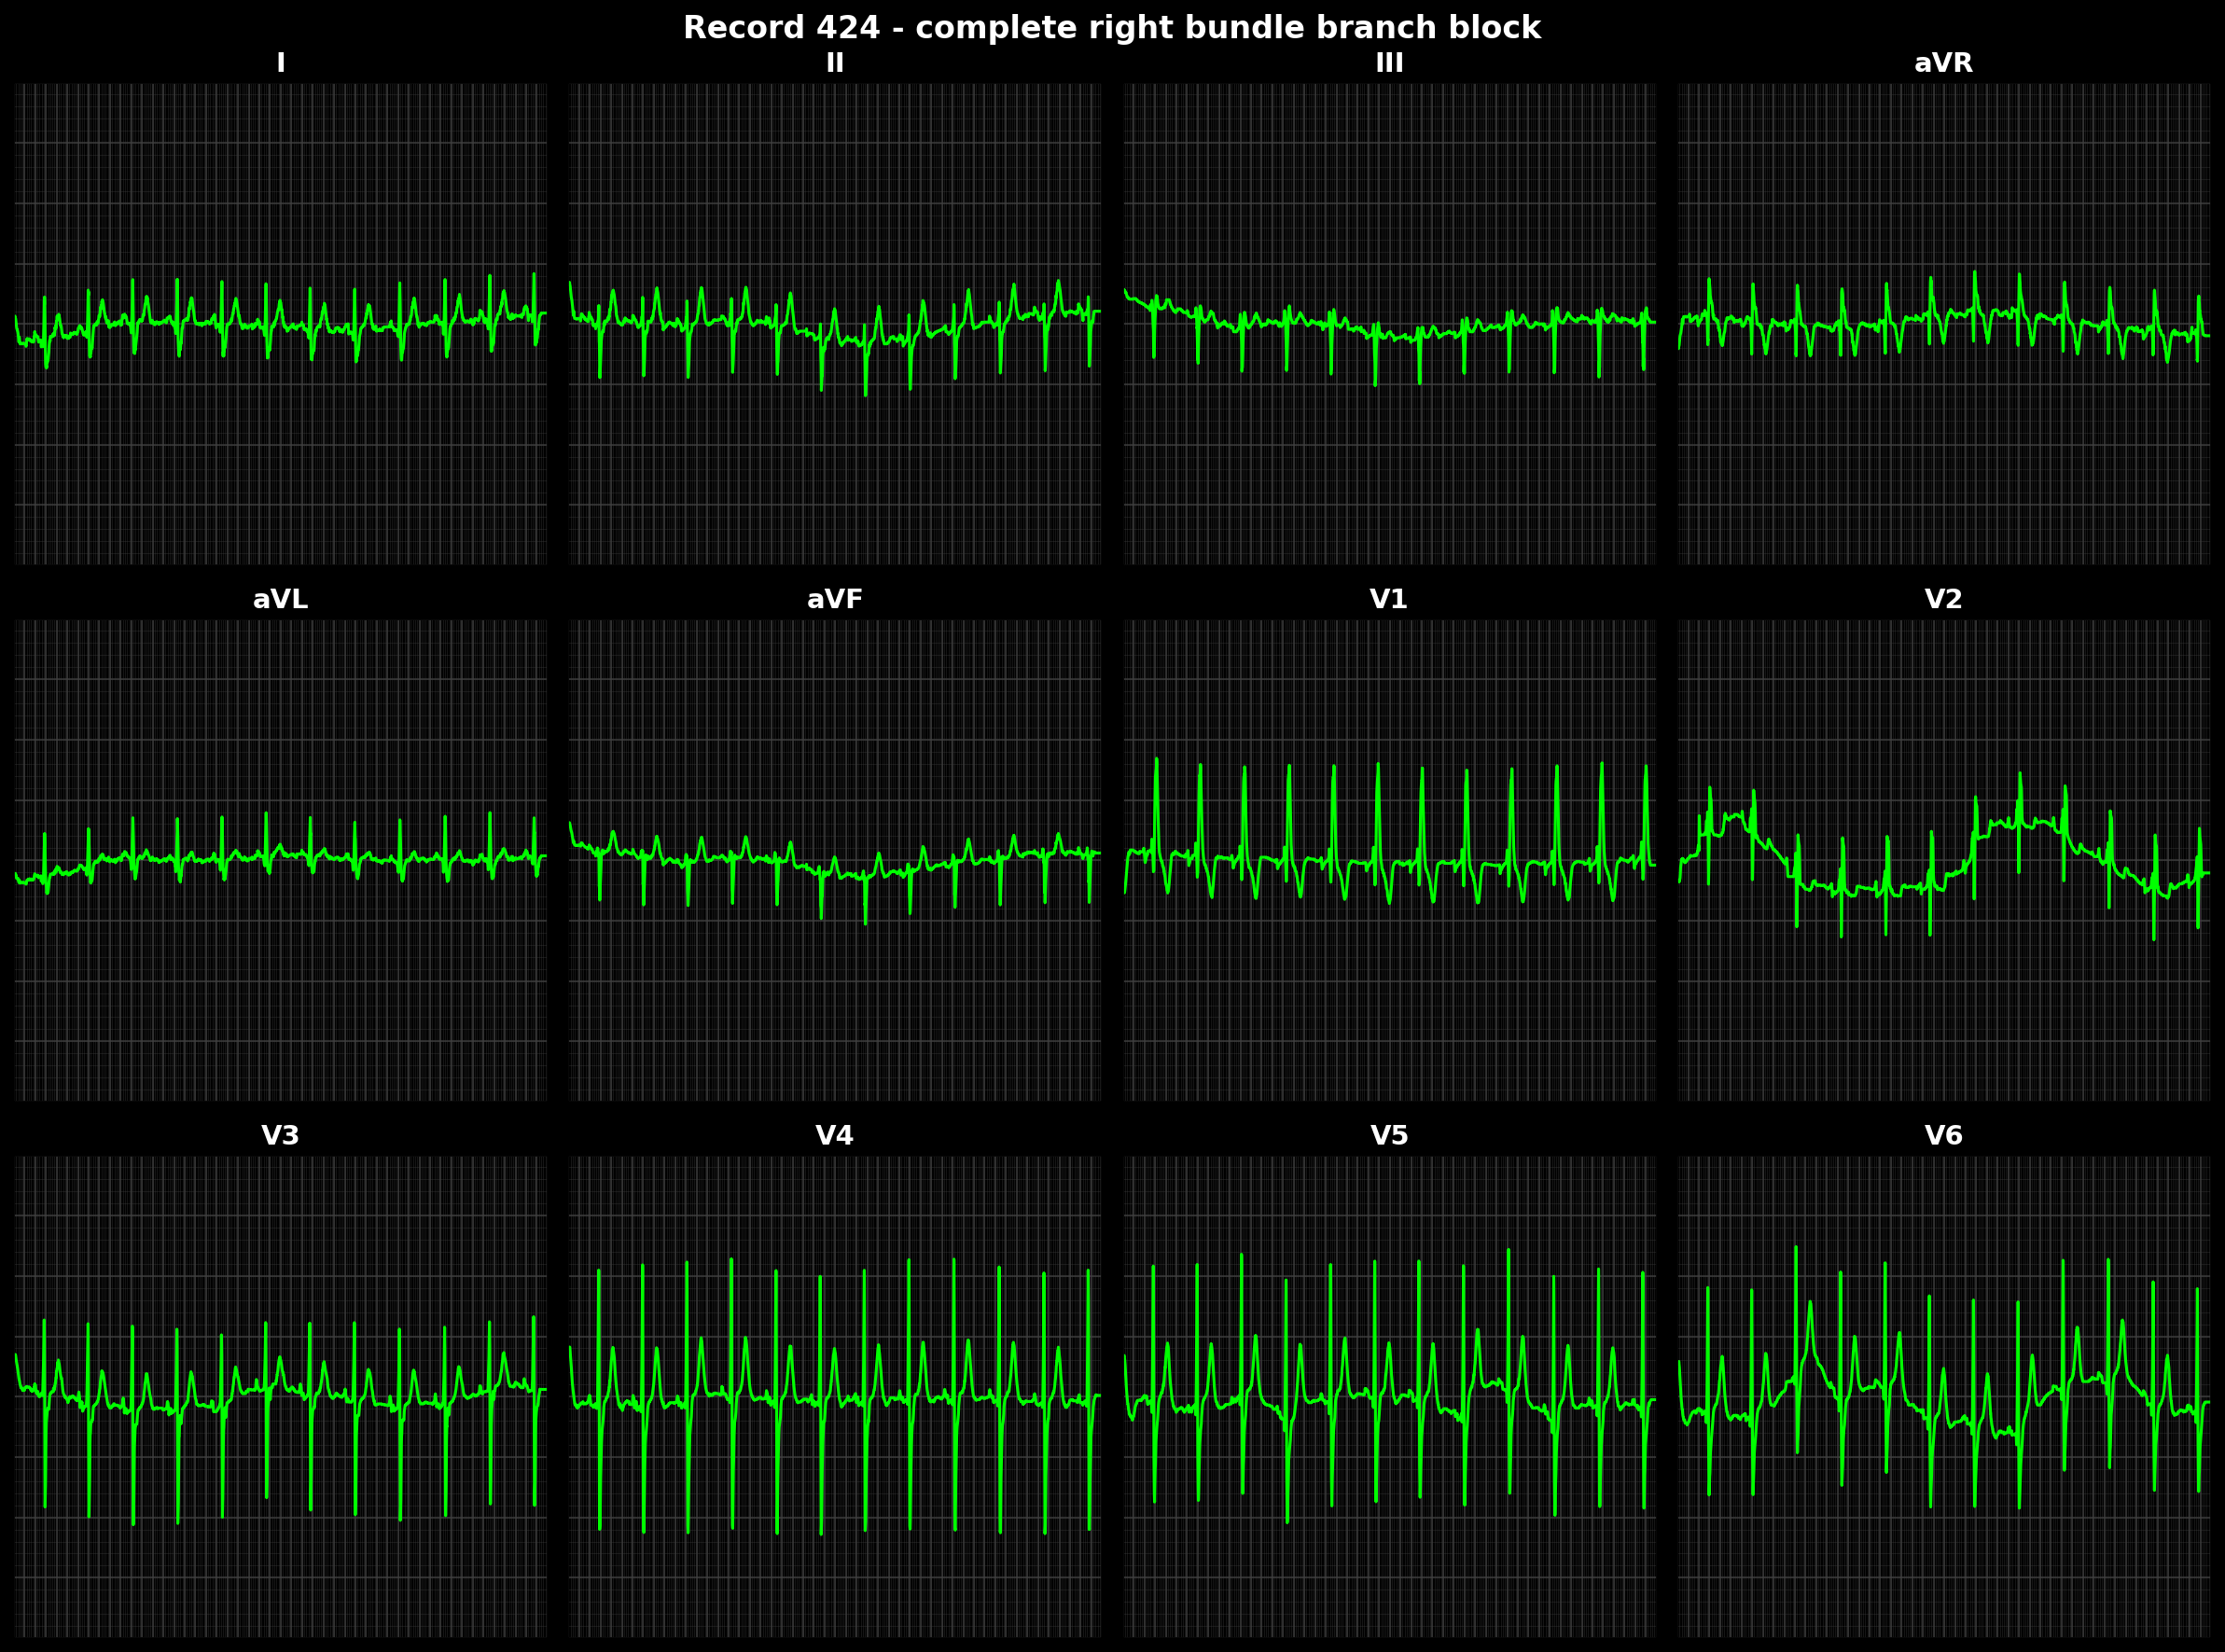 Record 424 - complete right bundle branch block
I II III aVR
aVL aVF V1 V2
V3 V4 V5 V6